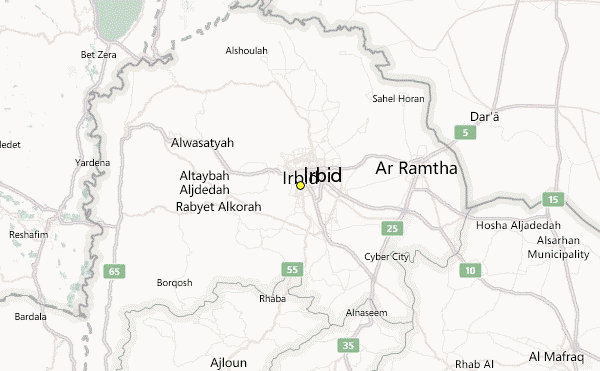 Alshoulah
Bet Zera
Sahel Horan
Dar'a
5
Alwasatyah
edet
Yardena
Ar Ramtha
Irbid
Irbid
Altaybah
Aljdedah
Rabyet Alkorah
15
Hosha Aljadedah
25
Reshafim
Alsarhan
Municipality
Cyber City
65
55
10
Borqosh
Rhaba
Alnaseem
Bardala
35
Ajloun
Rhab Al
Al Mafraq